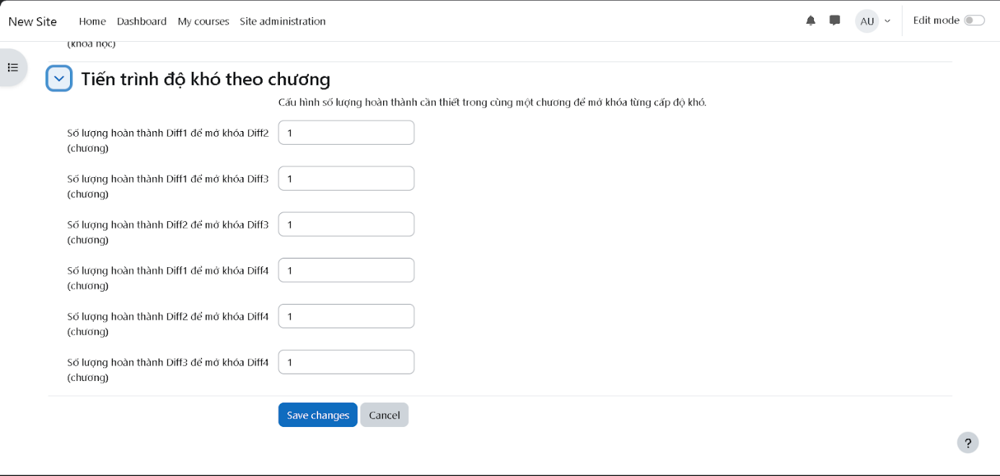 New Site Home Dashboard My courses Site administration AU Edit mode
(khóa học)
Tiến trình độ khó theo chương
Cấu hình số lượng hoàn thành cần thiết trong cùng một chương để mở khóa từng cấp độ khó.
Số lượng hoàn thành Diff1 để mở khóa Diff2 1
(chương)
Số lượng hoàn thành Diff1 để mở khóa Diff3 1
(chương)
Số lượng hoàn thành Diff2 để mở khóa Diff3 1
(chương)
Số lượng hoàn thành Diff1 để mở khóa Diff4 1
(chương)
Số lượng hoàn thành Diff2 để mở khóa Diff4 1
(chương)
Số lượng hoàn thành Diff3 để mở khóa Diff4 1
(chương)
Save changes Cancel
?